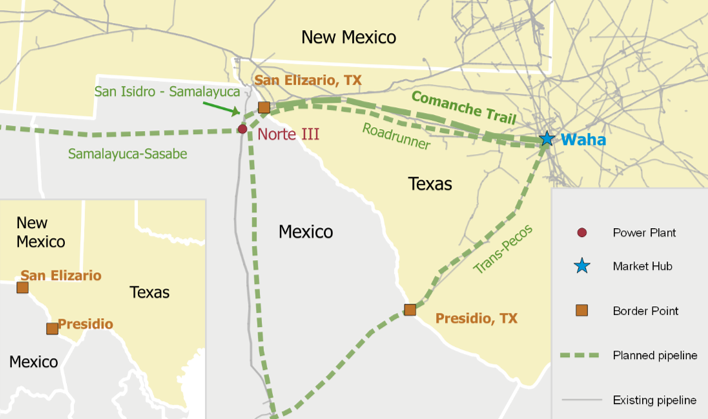 New Mexico
San Elizario, TX
San Isidro - Samalayuca
Comanche Trail
Norte III
Roadrunner
Waha
Samalayuca-Sasabe
Texas
Mexico
Trans-Pecos
Presidio, TX
New
Mexico
San Elizario
Texas
Presidio
Mexico
Power Plant
Market Hub
Border Point
Planned pipeline
Existing pipeline